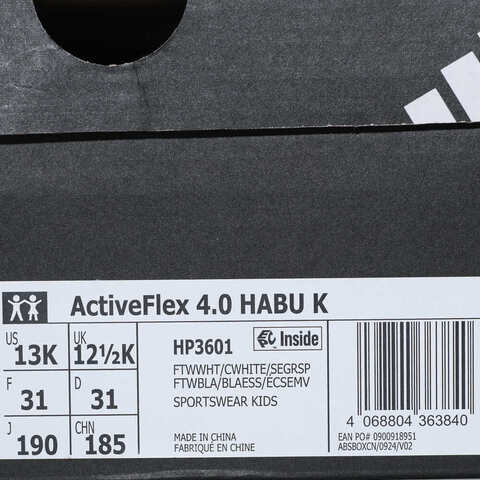 ActiveFlex 4.0 HABU K
US 13K UK 12½K
F 31 D 31
J 190 CHN 185
HP3601 Inside
FTWWHT/CWHITE/SEGRSP
FTWBLA/BLAESS/ÉCSEMV
SPORTSWEAR KIDS
MADE IN CHINA
FABRIQUÉ EN CHINE
4 068804 363840
EAN PO# 0900918951
ABSBOXCN/0924/V02